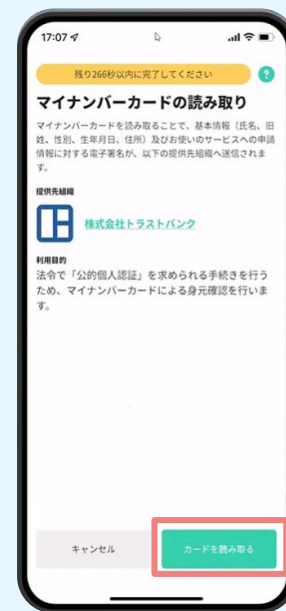 17:07
残り266秒以内に完了してください
?
マイナンバーカードの読み取り
マイナンバーカードを読み取ることで、基本情報（氏名、旧
姓、性別、生年月日、住所）及びお使いのサービスへの申請
情報に対する電子署名が、以下の提供先組織へ送信されま
す。
提供先組織
株式会社トラストバンク
利用目的
法令で「公的個人認証」を求められる手続きを行う
ため、マイナンバーカードによる身元確認を行いま
す。
キャンセル
カードを読み取る